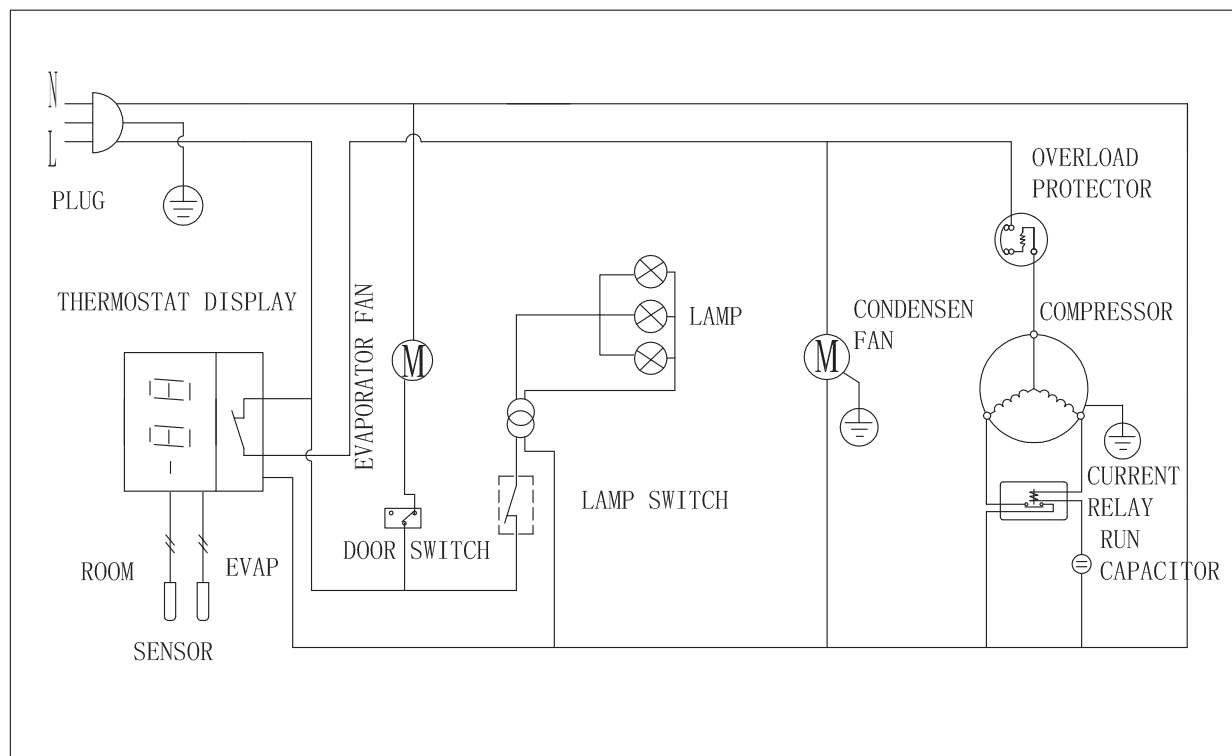 N
L
PLUG
THERMOSTAT DISPLAY
ROOM
EVAP
SENSOR
EVAPORATOR FAN
M
DOOR SWITCH
LAMP
LAMP SWITCH
M
CONDENSEN
FAN
OVERLOAD
PROTECTOR
COMPRESSOR
CURRENT
RELAY
RUN
CAPACITOR